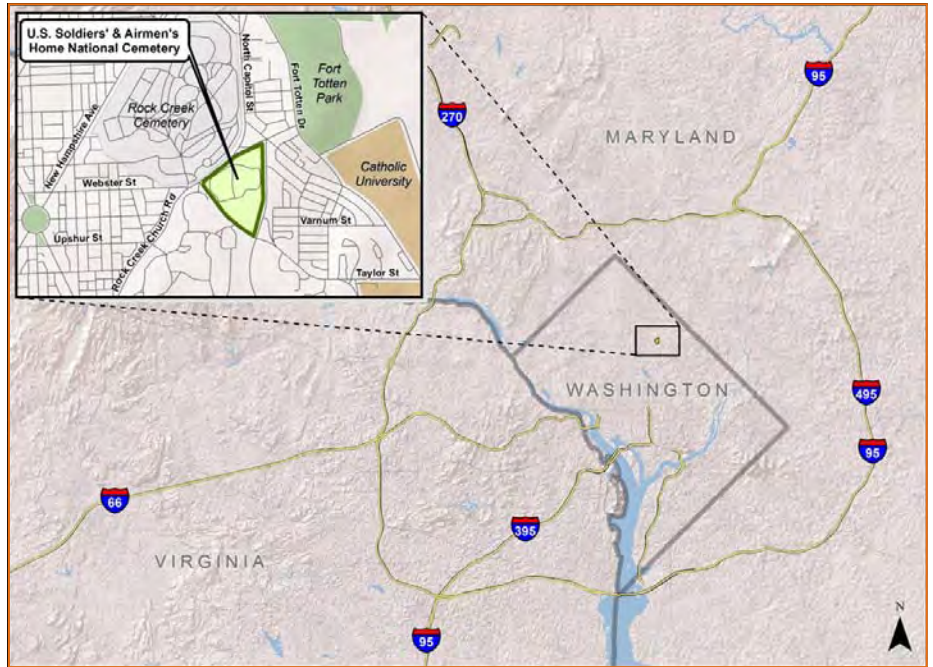 U.S. Soldiers' & Airmen's
Home National Cemetery
North Capitol St
Fort Totten Dr
Fort
Totten
Park
Rock Creek
Cemetery
New Hampshire Ave
Catholic
University
Webster St
Varnum St
Upshur St
Rock Creek Church Rd
Taylor St
95
270
MARYLAND
WASHINGTON
495
95
66
395
VIRGINIA
95
N